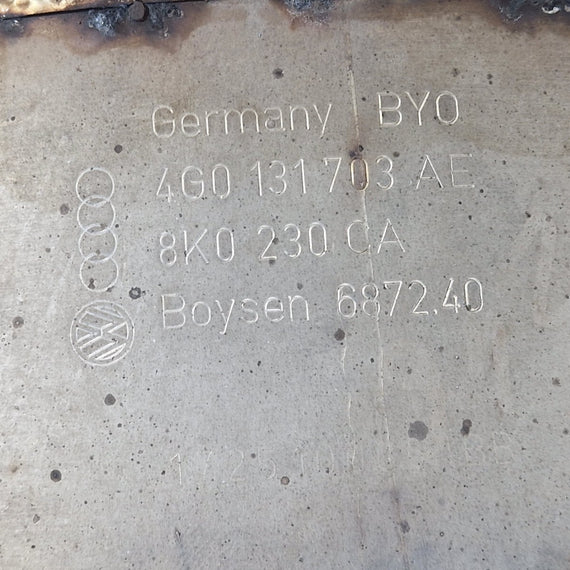 Germany BYO
4G0 131 703 AE
8K0 230 CA
Boysen 6872.40